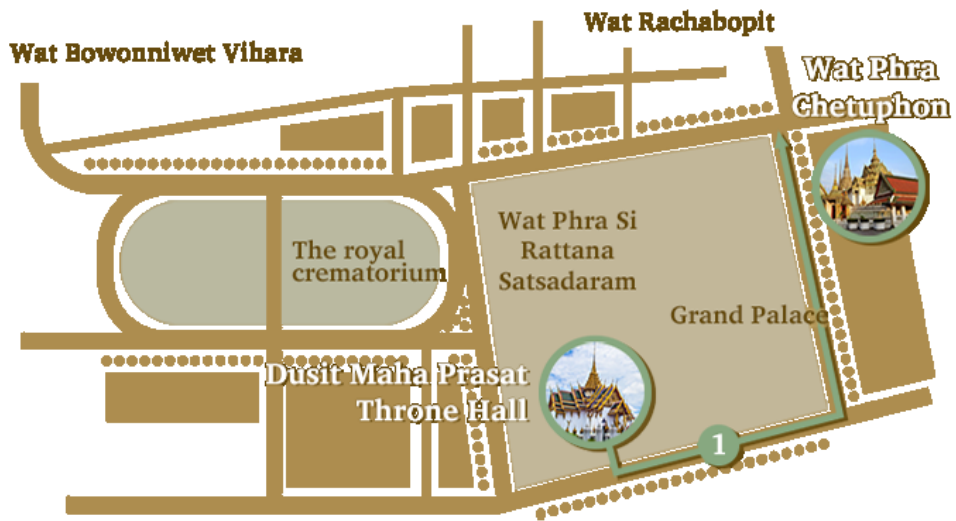 Wat Rachabopit
Wat Bowonniwet Vihara
Wat Phra
Chetuphon
Wat Phra Si
Rattana
Satsadaram
The royal
crematorium
Grand Palace
Dusit Maha Prasat
Throne Hall
1